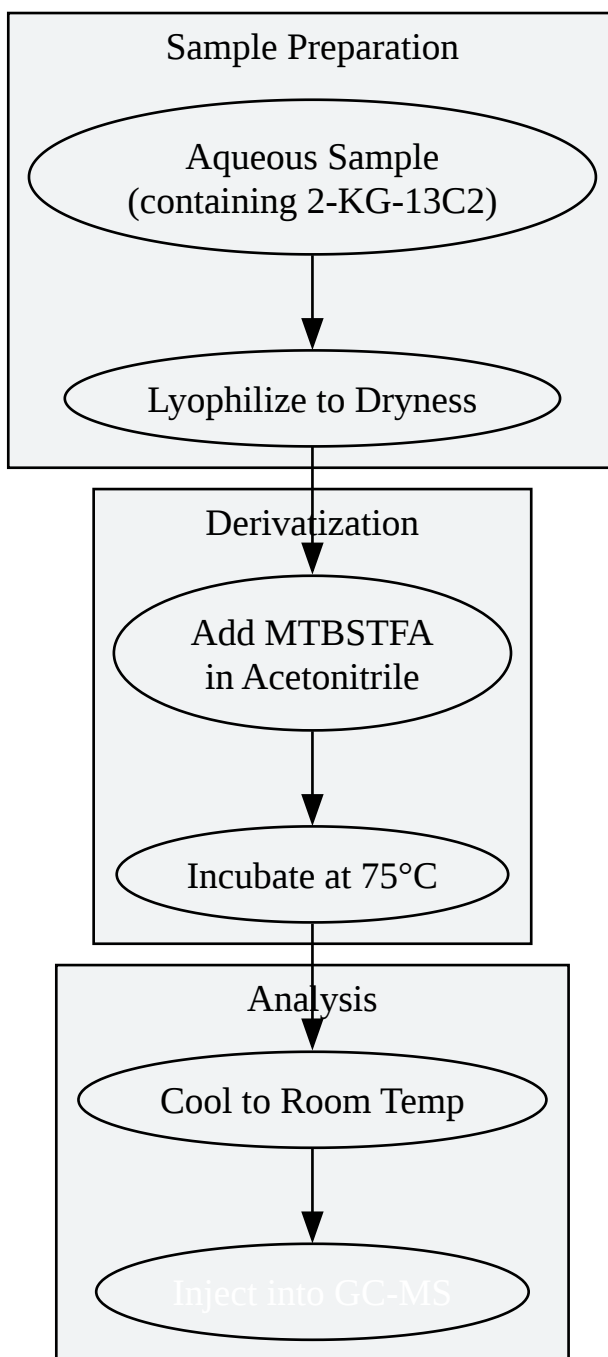 Sample Preparation
Aqueous Sample
(containing 2-KG-13C2)
Lyophilize to Dryness
Derivatization
Add MTBSTFA
in Acetonitrile
Incubate at 75°C
Analysis
Cool to Room Temp
Inject into GC-MS